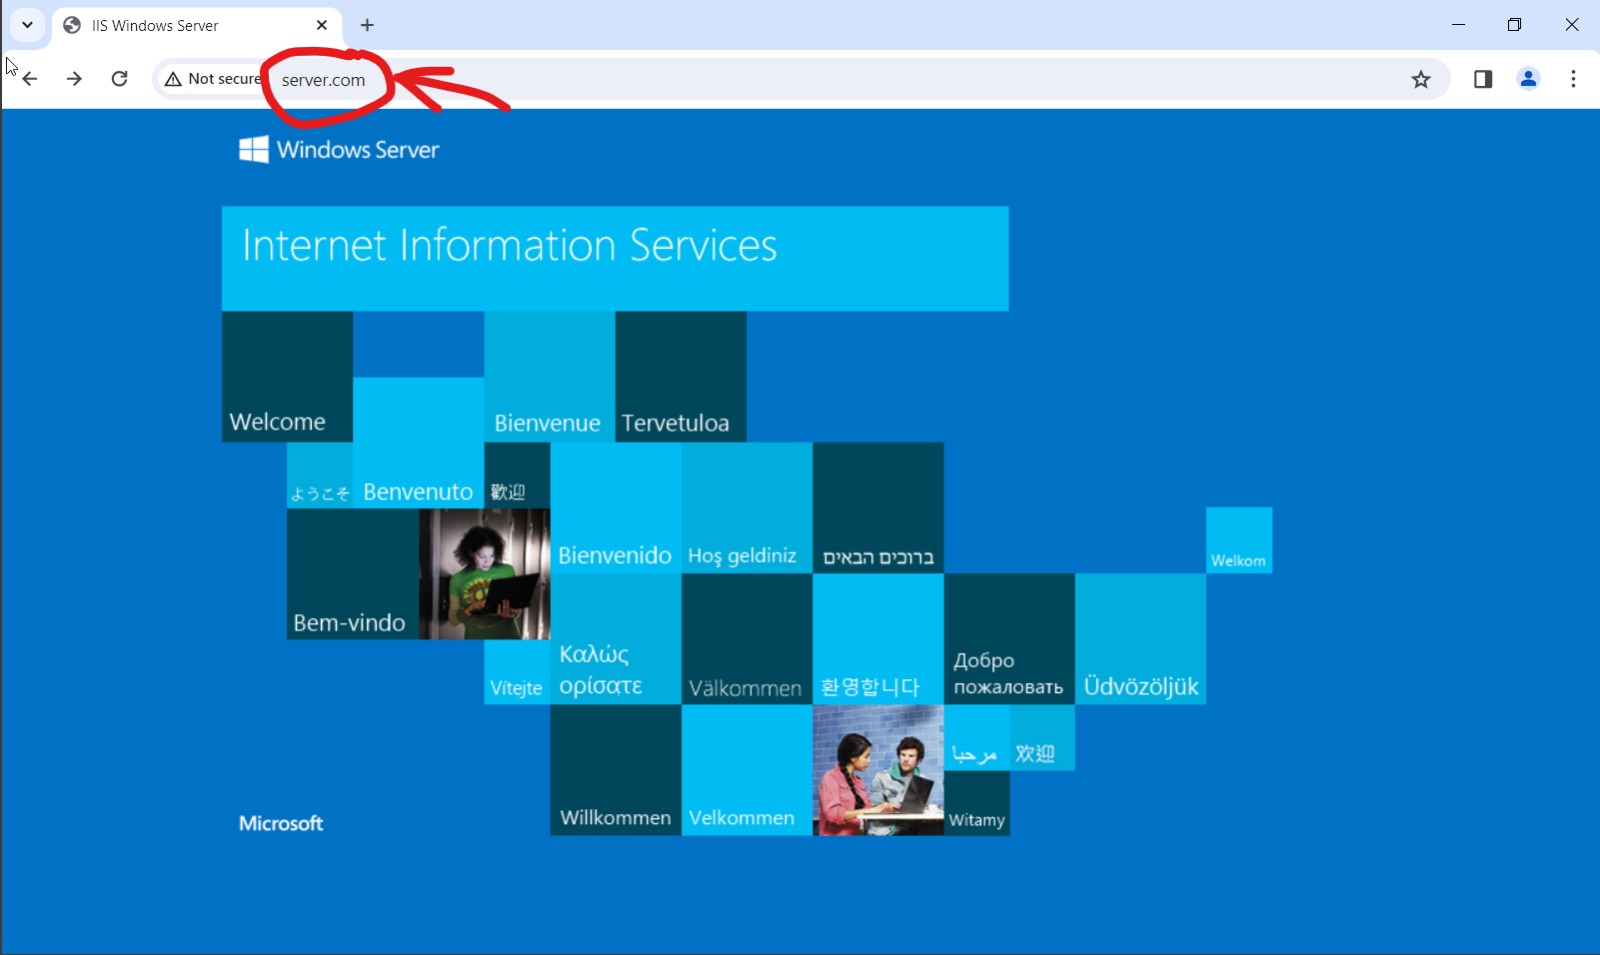 IIS Windows Server
Not secure
server.com
Windows Server
Internet Information Services
Welcome
Bienvenue
Tervetuloa
ようこそ
Benvenuto
歡迎
Bienvenido
Hoş geldiniz
ברוכים הבאים
Welkom
Bem-vindo
Vítejte
Καλώς
ορίσατε
Välkommen
환영합니다
Добро
пожаловать
Üdvözöljük
Willkommen
Velkommen
مرحبا
欢迎
Witamy
Microsoft